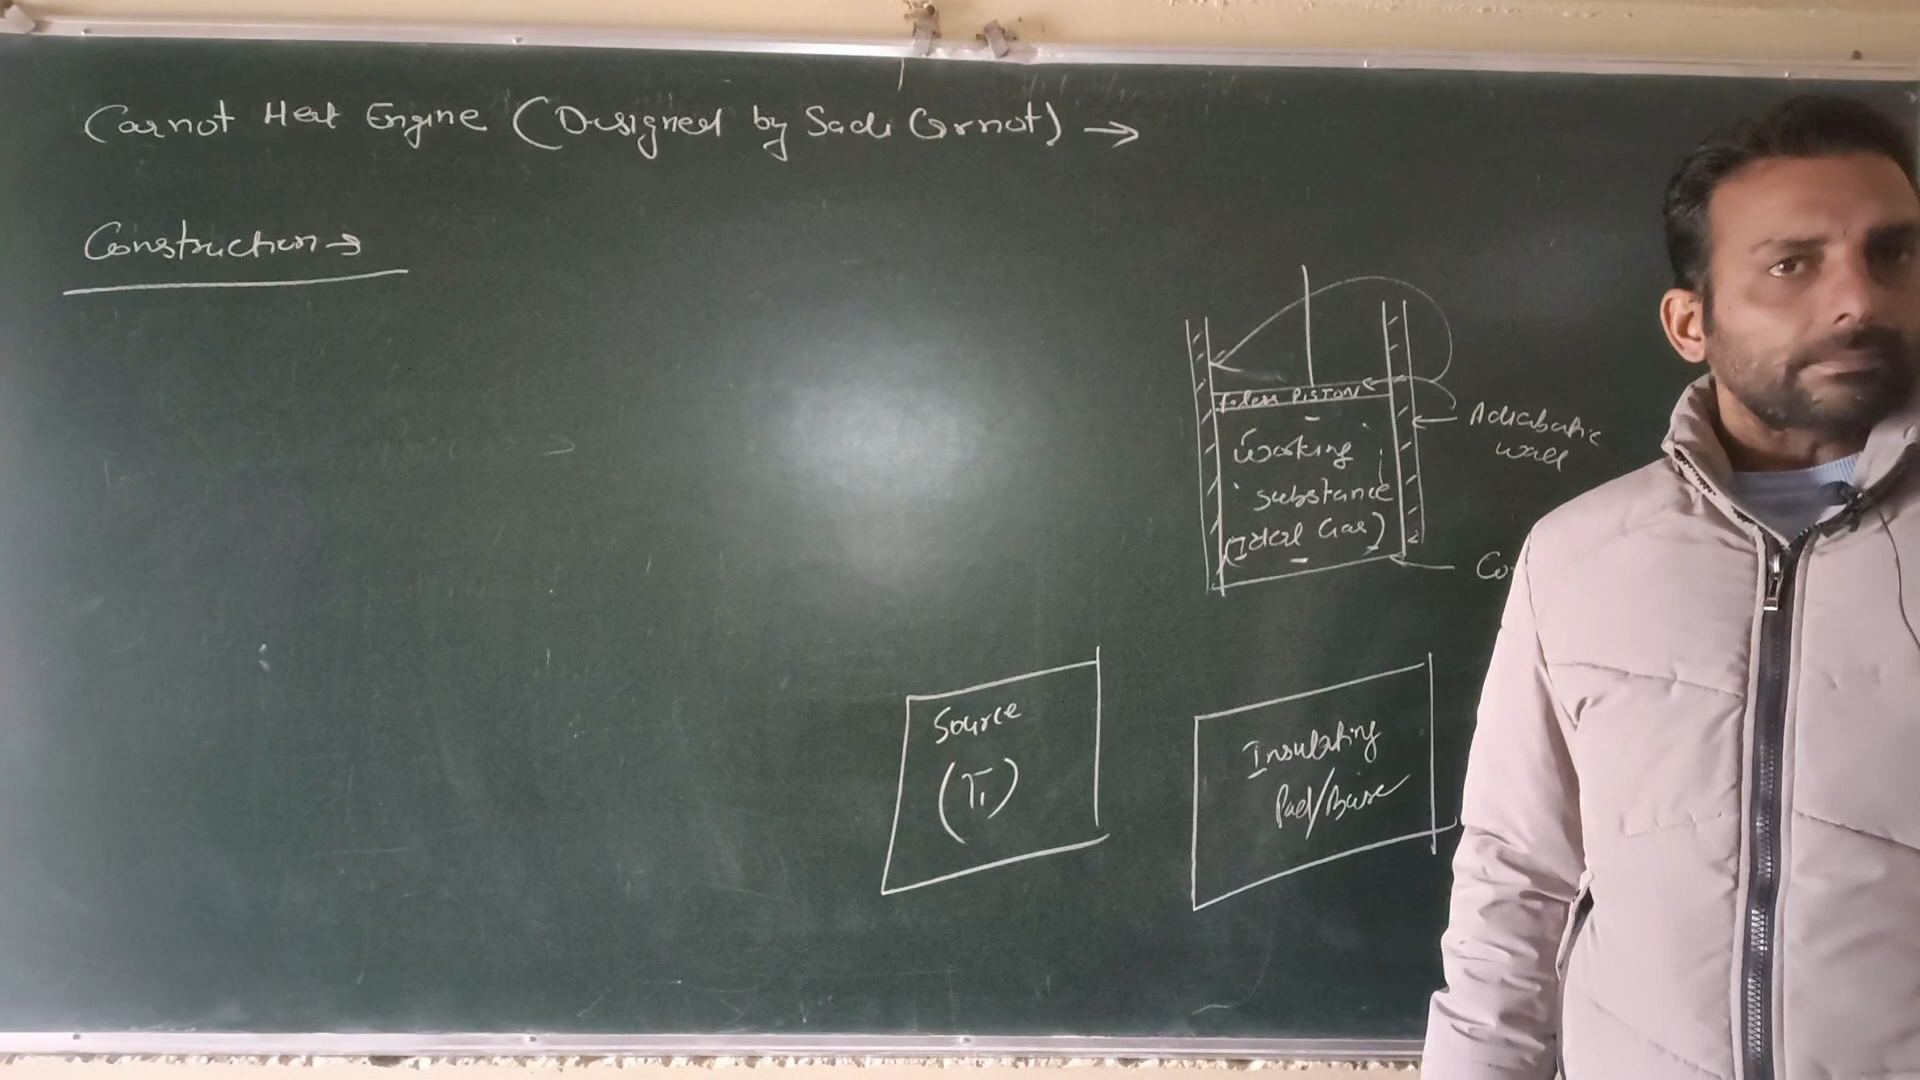 Carnot Heat Engine (Designed by Sadi Carnot) →
Construction →
PISTON
Working
substance
(Ideal Gas)
Adiabatic
wall
Source
(T₁)
Insulating
Pad/Base